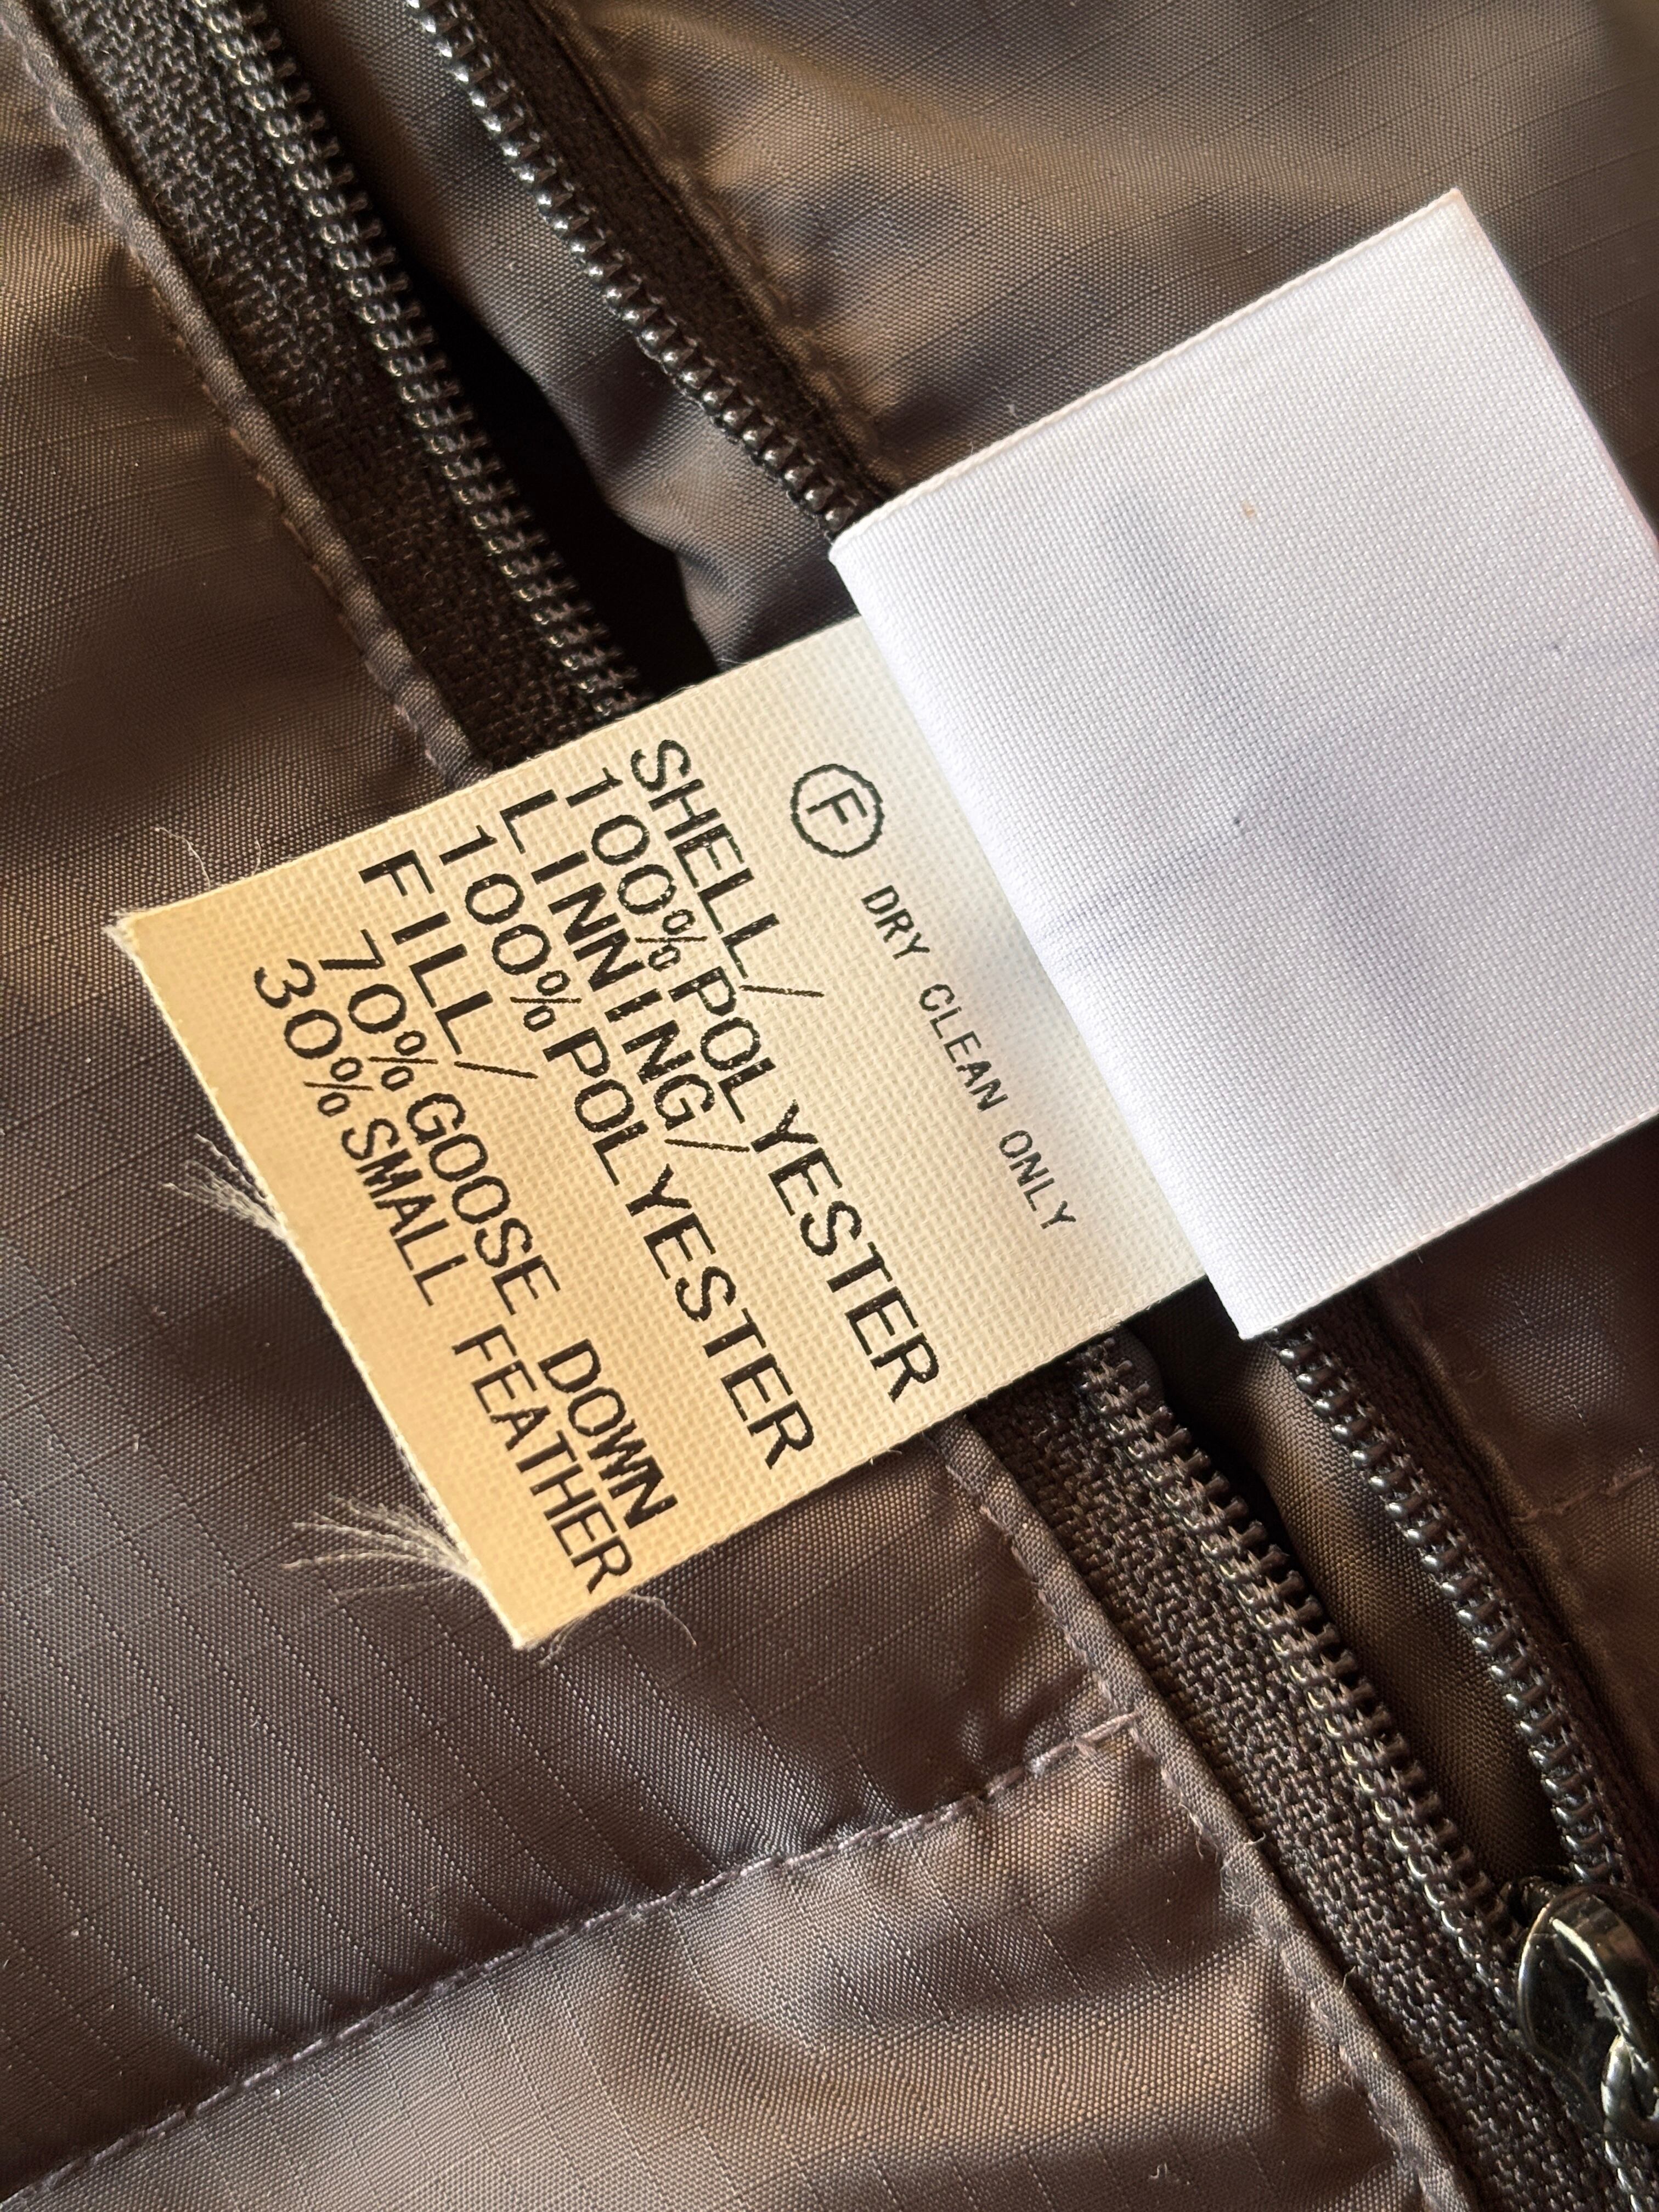 F DRY CLEAN ONLY
SHELL/
100%POLYESTER
LINNING/
100%POLYESTER
FILL/
70%GOOSE DOWN
30%SMALL FEATHER